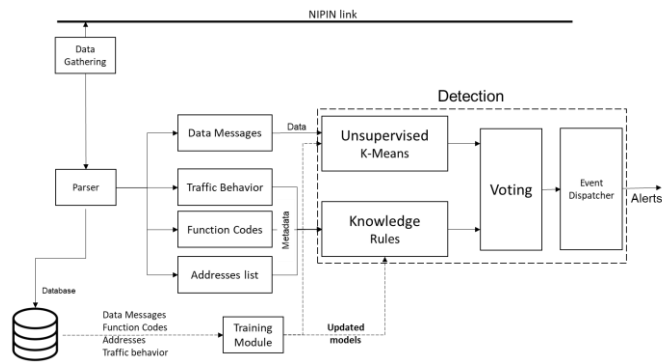 NIPIN link
Data
Gathering
Detection
Data Messages
Data
Unsupervised
K-Means
Parser
Traffic Behavior
Function Codes
Addresses list
Metadata
Knowledge
Rules
Voting
Event
Dispatcher
Alerts
Database
Data Messages
Function Codes
Addresses
Traffic behavior
Training
Module
Updated
models